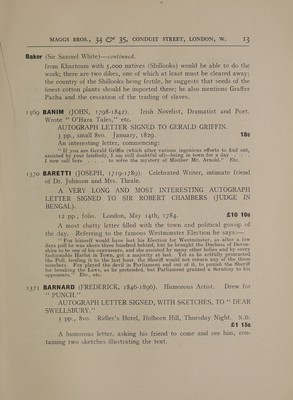 MAGGS BROS., 34 & 35, CONDUIT STREET, LONDON, W. 13
Baker (Sir Samuel White)—continued.
from Khartoum with 5,000 natives (Shillooks) would be able to do the
work; there are two dikes, one of which at least must be cleared away;
the country of the Shillooks being fertile, he suggests that seeds of the
finest cotton plants should be imported there; he also mentions Graffer
Pacha and the cessation of the trading of slaves.
1369 BANIM (JOHN, 1798-1842). Irish Novelist, Dramatist and Poet.
Wrote "O'Hara Tales," etc.
AUTOGRAPH LETTER SIGNED TO GERALD GRIFFIN.
3 pp., small 8vo. January, 1829. 18s
An interesting letter, commencing:
"If you are Gerald Griffin (which after various ingenious efforts to find out,
assisted by your landlady, I am still doubtful of)—being in town for a day . . .
I now call here . . . to solve the mystery of Mother Mr. Arnold." Etc.
1370 BARETTI (JOSEPH, 1719-1789). Celebrated Writer, intimate friend
of Dr. Johnson and Mrs. Thrale.
A VERY LONG AND MOST INTERESTING AUTOGRAPH
LETTER SIGNED TO SIR ROBERT CHAMBERS (JUDGE IN
BENGAL).
12 pp., folio. London, May 14th, 1784. £10 10s
A most chatty letter filled with the town and political gossip of
the day. Referring to the famous Westminster Election he says:—
"Fox himself would have lost his Election for Westminster, as after a few
days poll he was above three hundred behind, but he brought the Duchess of Devon-
shire to be one of his canvassers, and she assisted by many other ladies and by every
fashionable Harlot in Town, got a majority at last. Yet as he artfully protracted
the Poll, lending it to the last hour, the Sheriff would not return any of the three
members. Fox played the devil in Parliament and out of it, to punish the Sheriff
for breaking the Laws, as he pretended, but Parliament granted a Scrutiny to his
opponents." Etc., etc.
1371 BARNARD (FREDERICK, 1846-1896). Humorous Artist. Drew for
"PUNCH."
AUTOGRAPH LETTER SIGNED, WITH SKETCHES, TO "DEAR
SWELLSBURY."
3 pp., 8vo. Ridler's Hotel, Holborn Hill, Thursday Night. N.D.
£1 15s
A humorous letter, asking his friend to come and see him, con-
taining two sketches illustrating the text.